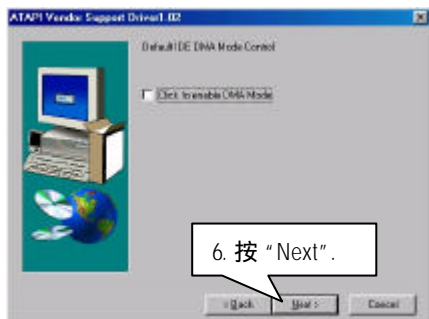 ATAPI Vendor Support Driver1.02
Default IDE DMA Mode Control
Click to enable DMA Mode
6. 按 “Next”.
< Back
Next >
Cancel